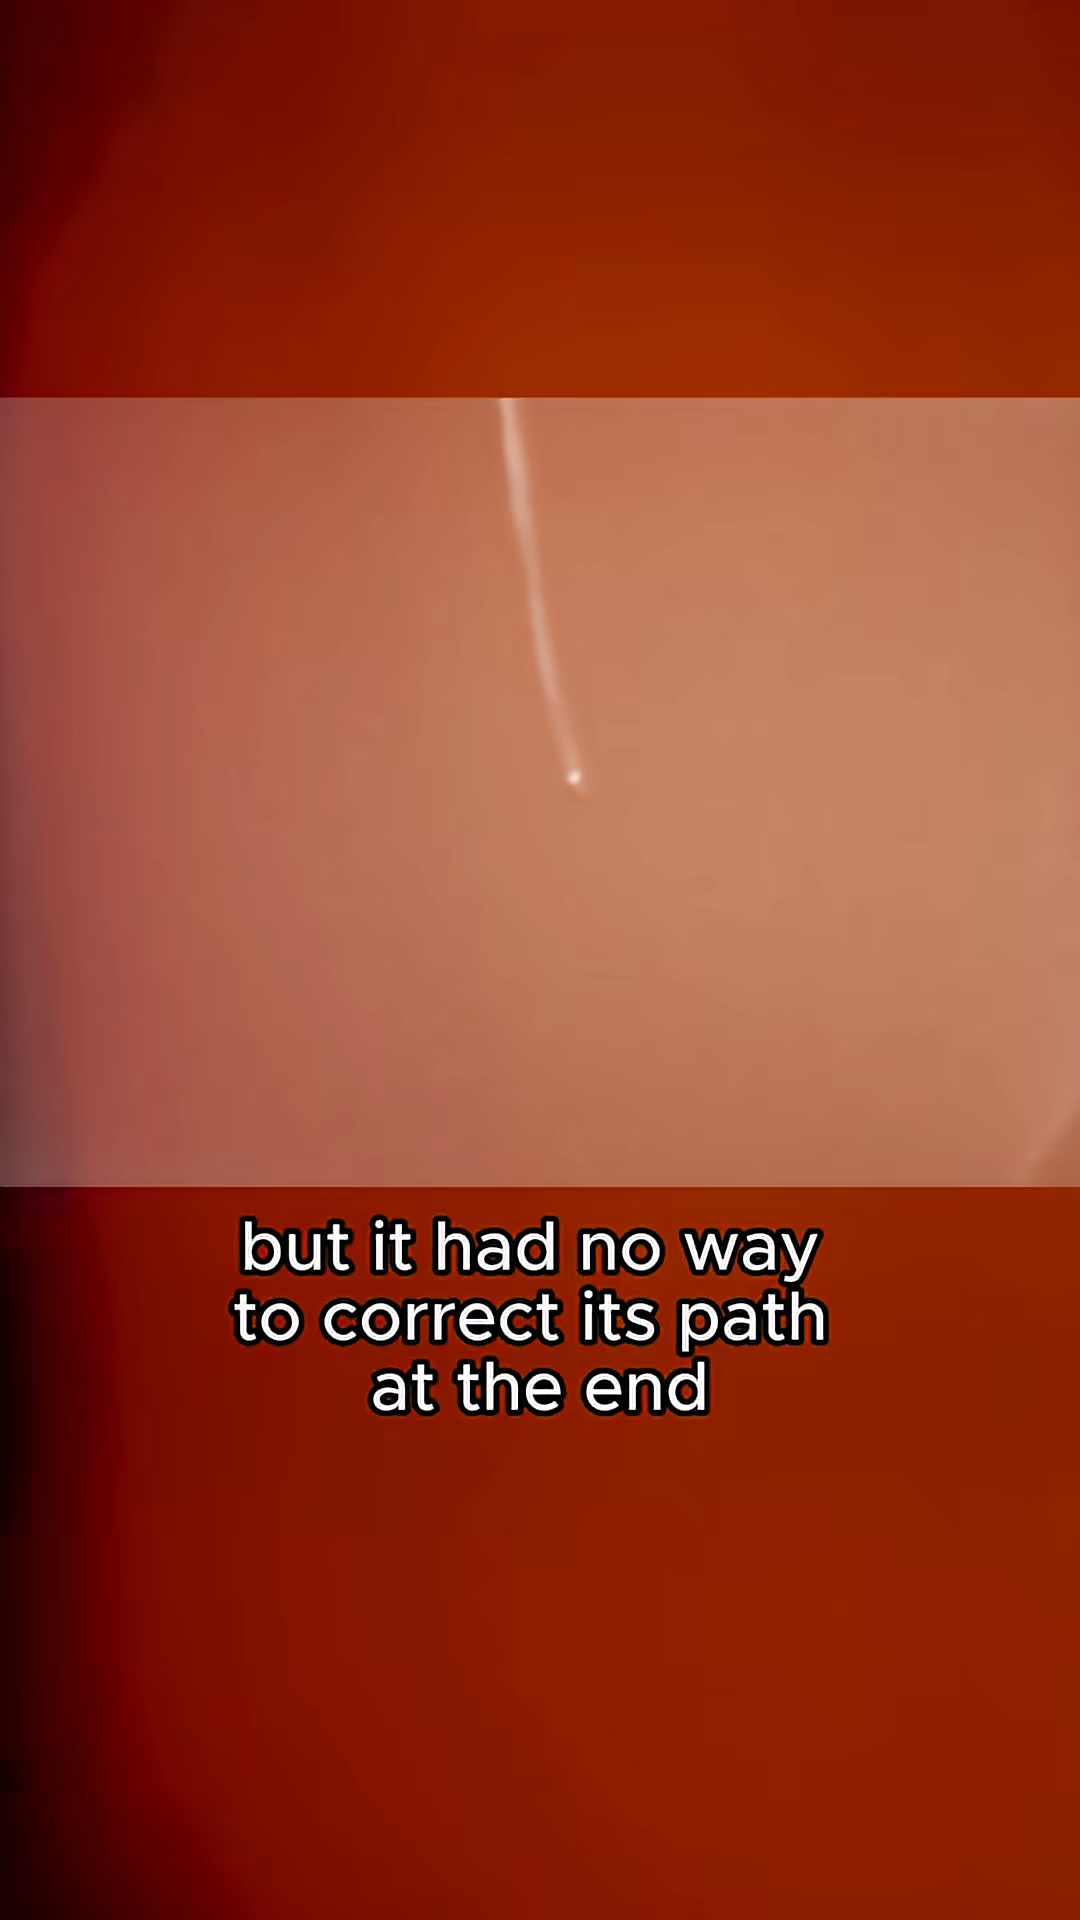 but it had no way
to correct its path
at the end